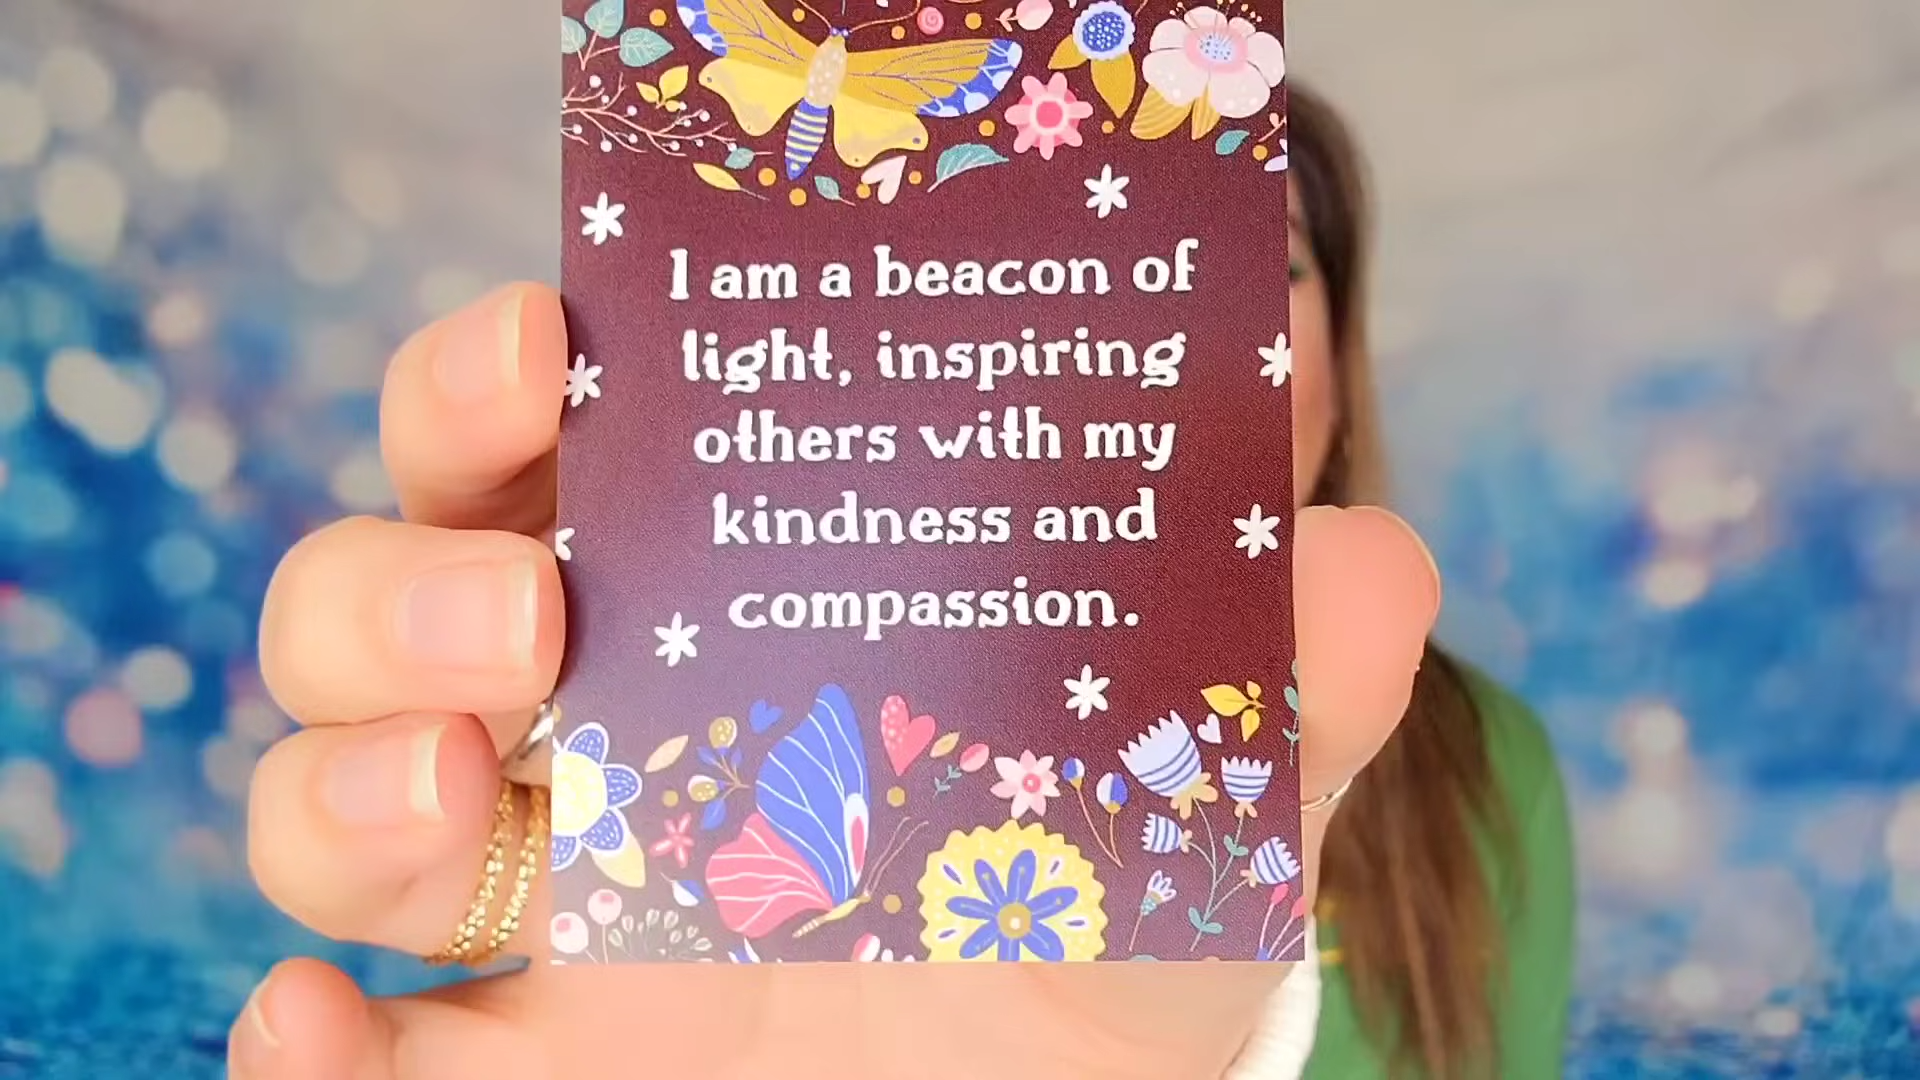 I am a beacon of
light, inspiring
others with my
kindness and
compassion.